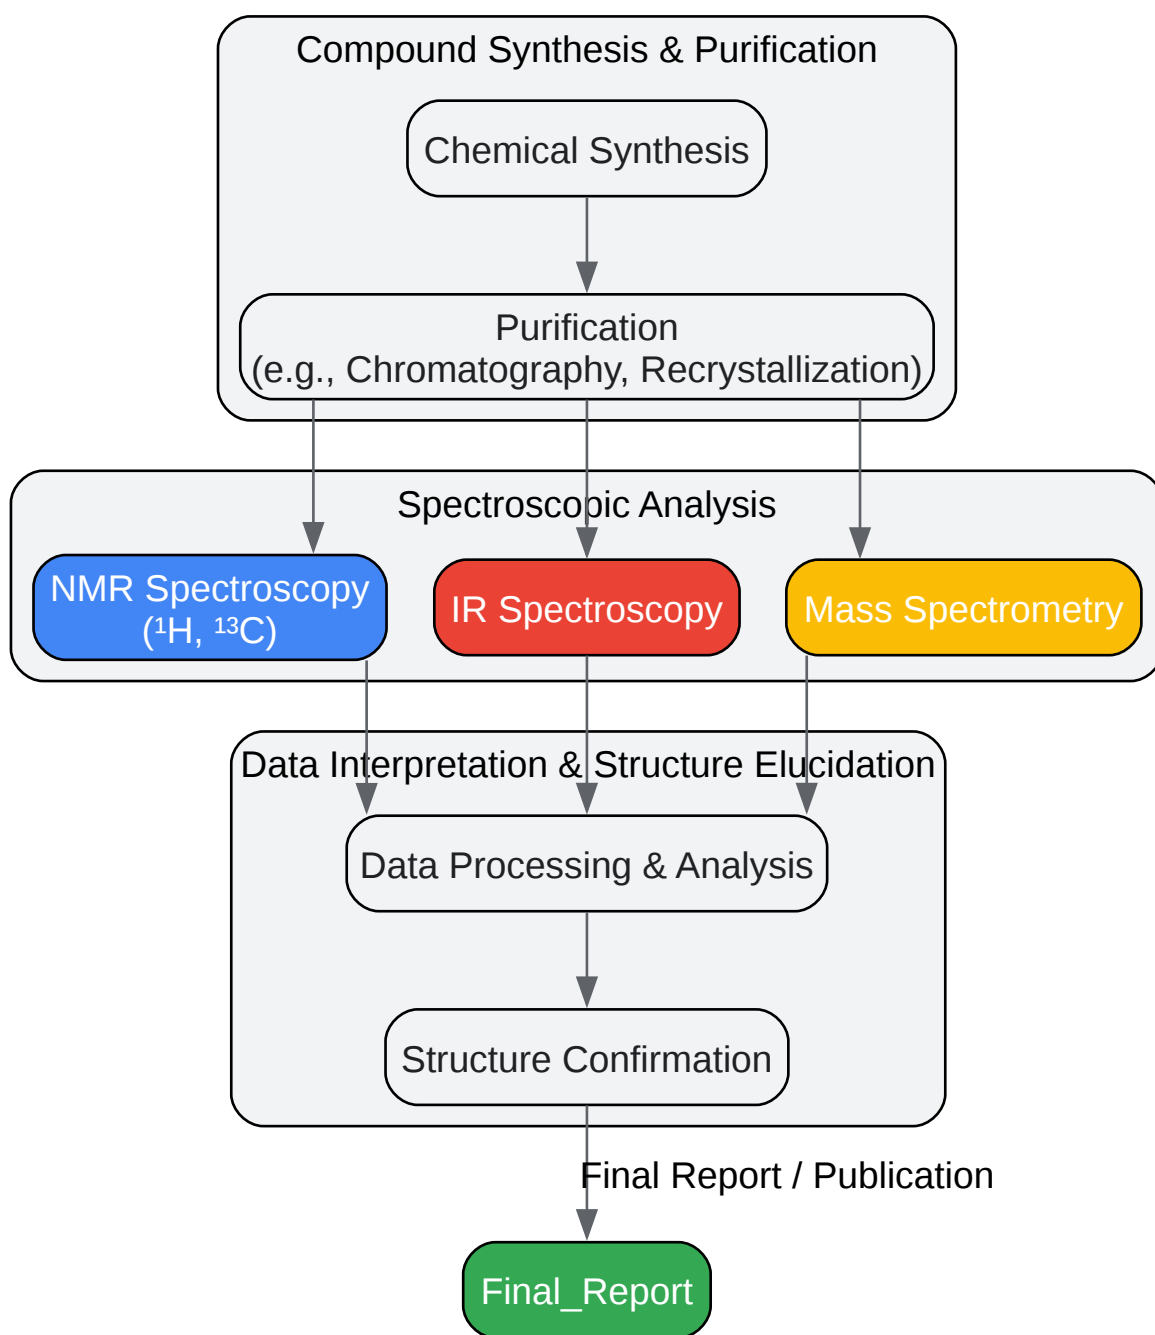 Compound Synthesis & Purification
Chemical Synthesis
Purification
(e.g., Chromatography, Recrystallization)
Spectroscopic Analysis
NMR Spectroscopy
(¹H, ¹³C)
IR Spectroscopy
Mass Spectrometry
Data Interpretation & Structure Elucidation
Data Processing & Analysis
Structure Confirmation
Final Report / Publication
Final_Report